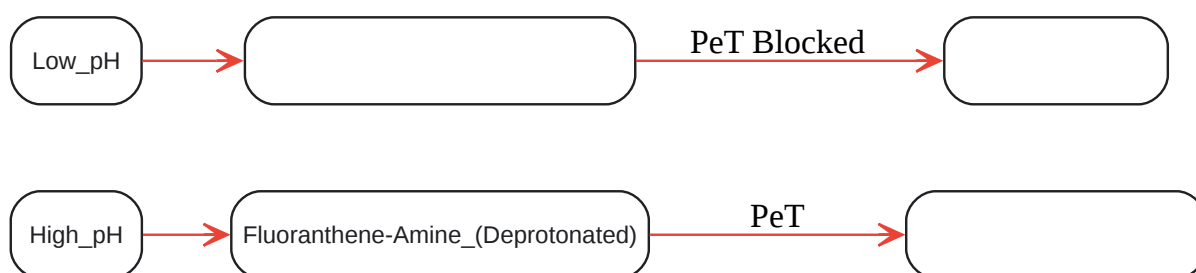 Low_pH
PeT Blocked
High_pH
Fluoranthene-Amine_(Deprotonated)
PeT